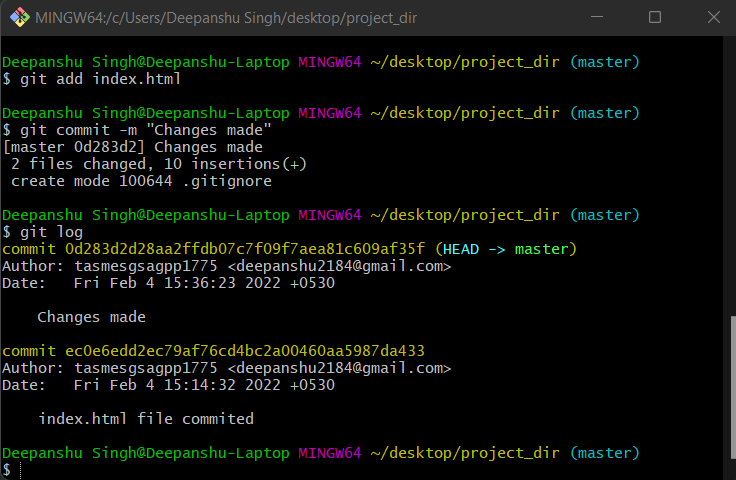 MINGW64:/c/Users/Deepanshu Singh/desktop/project_dir
Deepanshu Singh@Deepanshu-Laptop MINGW64 ~/desktop/project_dir (master)
$ git add index.html
Deepanshu Singh@Deepanshu-Laptop MINGW64 ~/desktop/project_dir (master)
$ git commit -m "Changes made"
[master 0d283d2] Changes made
 2 files changed, 10 insertions(+)
 create mode 100644 .gitignore
Deepanshu Singh@Deepanshu-Laptop MINGW64 ~/desktop/project_dir (master)
$ git log
commit 0d283d2d28aa2ffdb07c7f09f7aea81c609af35f (HEAD -> master)
Author: tasmesgsagpp1775 <deepanshu2184@gmail.com>
Date:   Fri Feb 4 15:36:23 2022 +0530
    Changes made
commit ec0e6edd2ec79af76cd4bc2a00460aa5987da433
Author: tasmesgsagpp1775 <deepanshu2184@gmail.com>
Date:   Fri Feb 4 15:14:32 2022 +0530
    index.html file commited
Deepanshu Singh@Deepanshu-Laptop MINGW64 ~/desktop/project_dir (master)
$